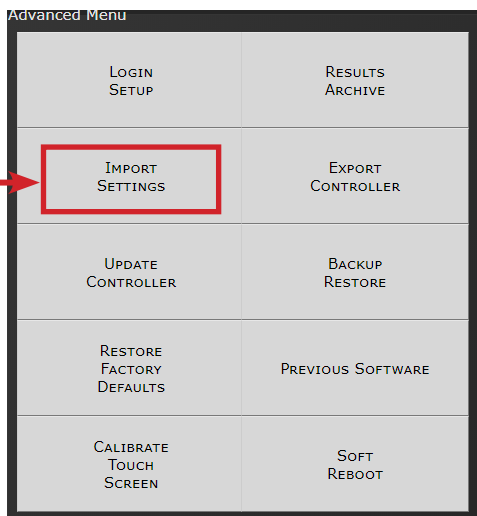 Advanced Menu
LOGIN
SETUP
RESULTS
ARCHIVE
IMPORT
SETTINGS
EXPORT
CONTROLLER
UPDATE
CONTROLLER
BACKUP
RESTORE
RESTORE
FACTORY
DEFAULTS
PREVIOUS SOFTWARE
CALIBRATE
TOUCH
SCREEN
SOFT
REBOOT